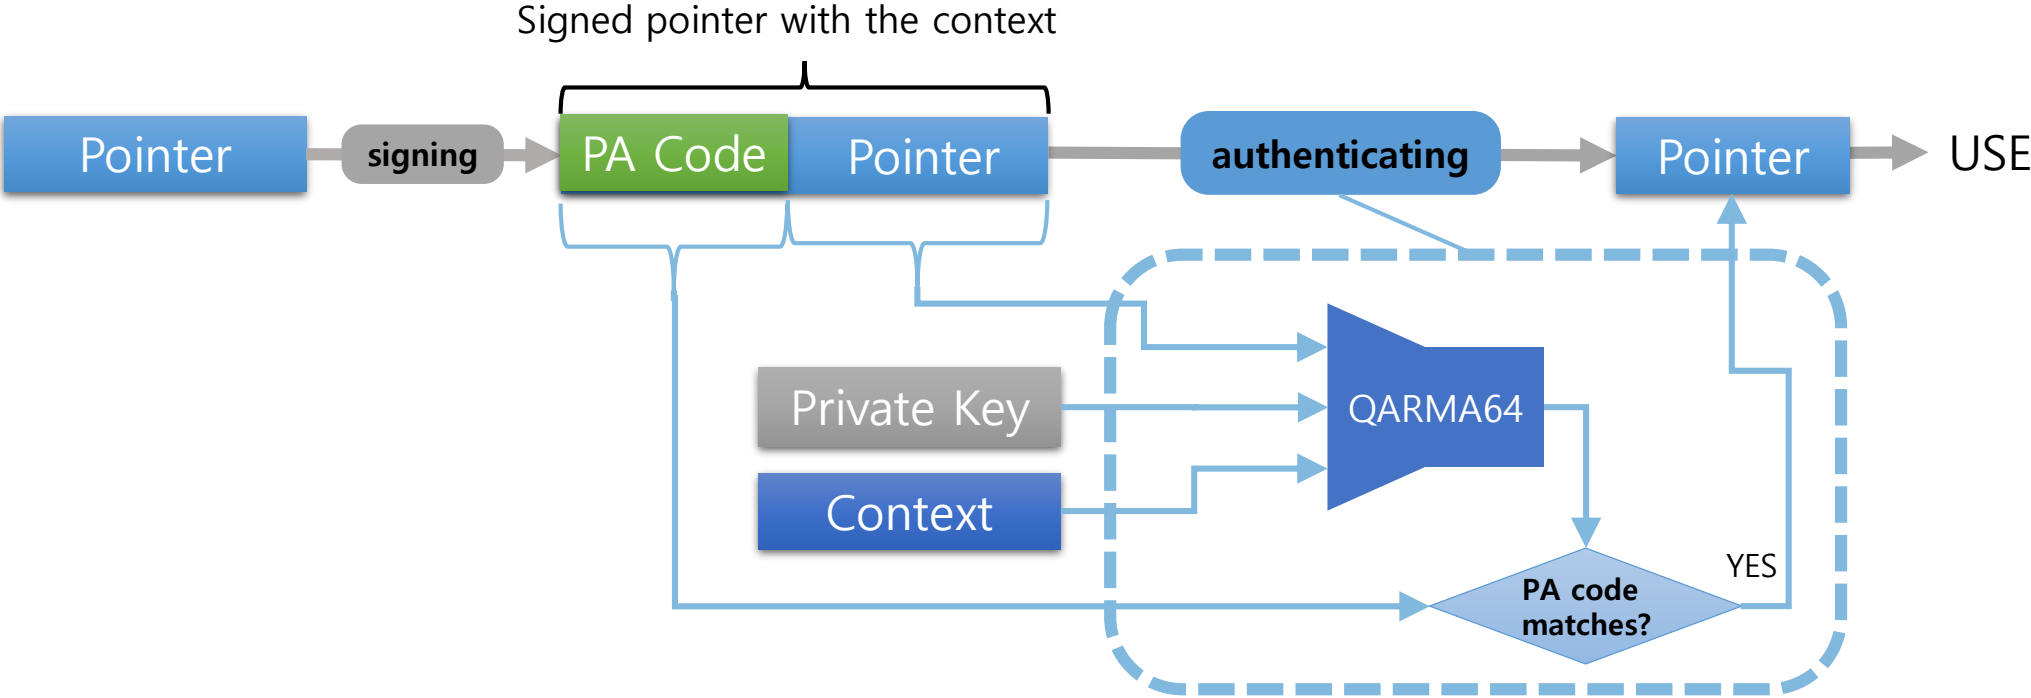 Signed pointer with the context
Pointer
signing
PA Code
Pointer
authenticating
Pointer
USE
Private Key
QARMA64
Context
YES
PA code
matches?